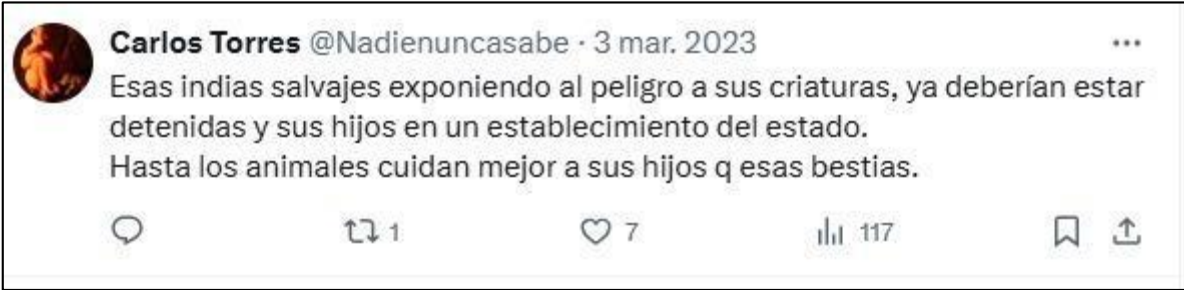 Carlos Torres @Nadienuncasabe · 3 mar. 2023
Esas indias salvajes exponiendo al peligro a sus criaturas, ya deberían estar
detenidas y sus hijos en un establecimiento del estado.
Hasta los animales cuidan mejor a sus hijos q esas bestias.
1 7 117